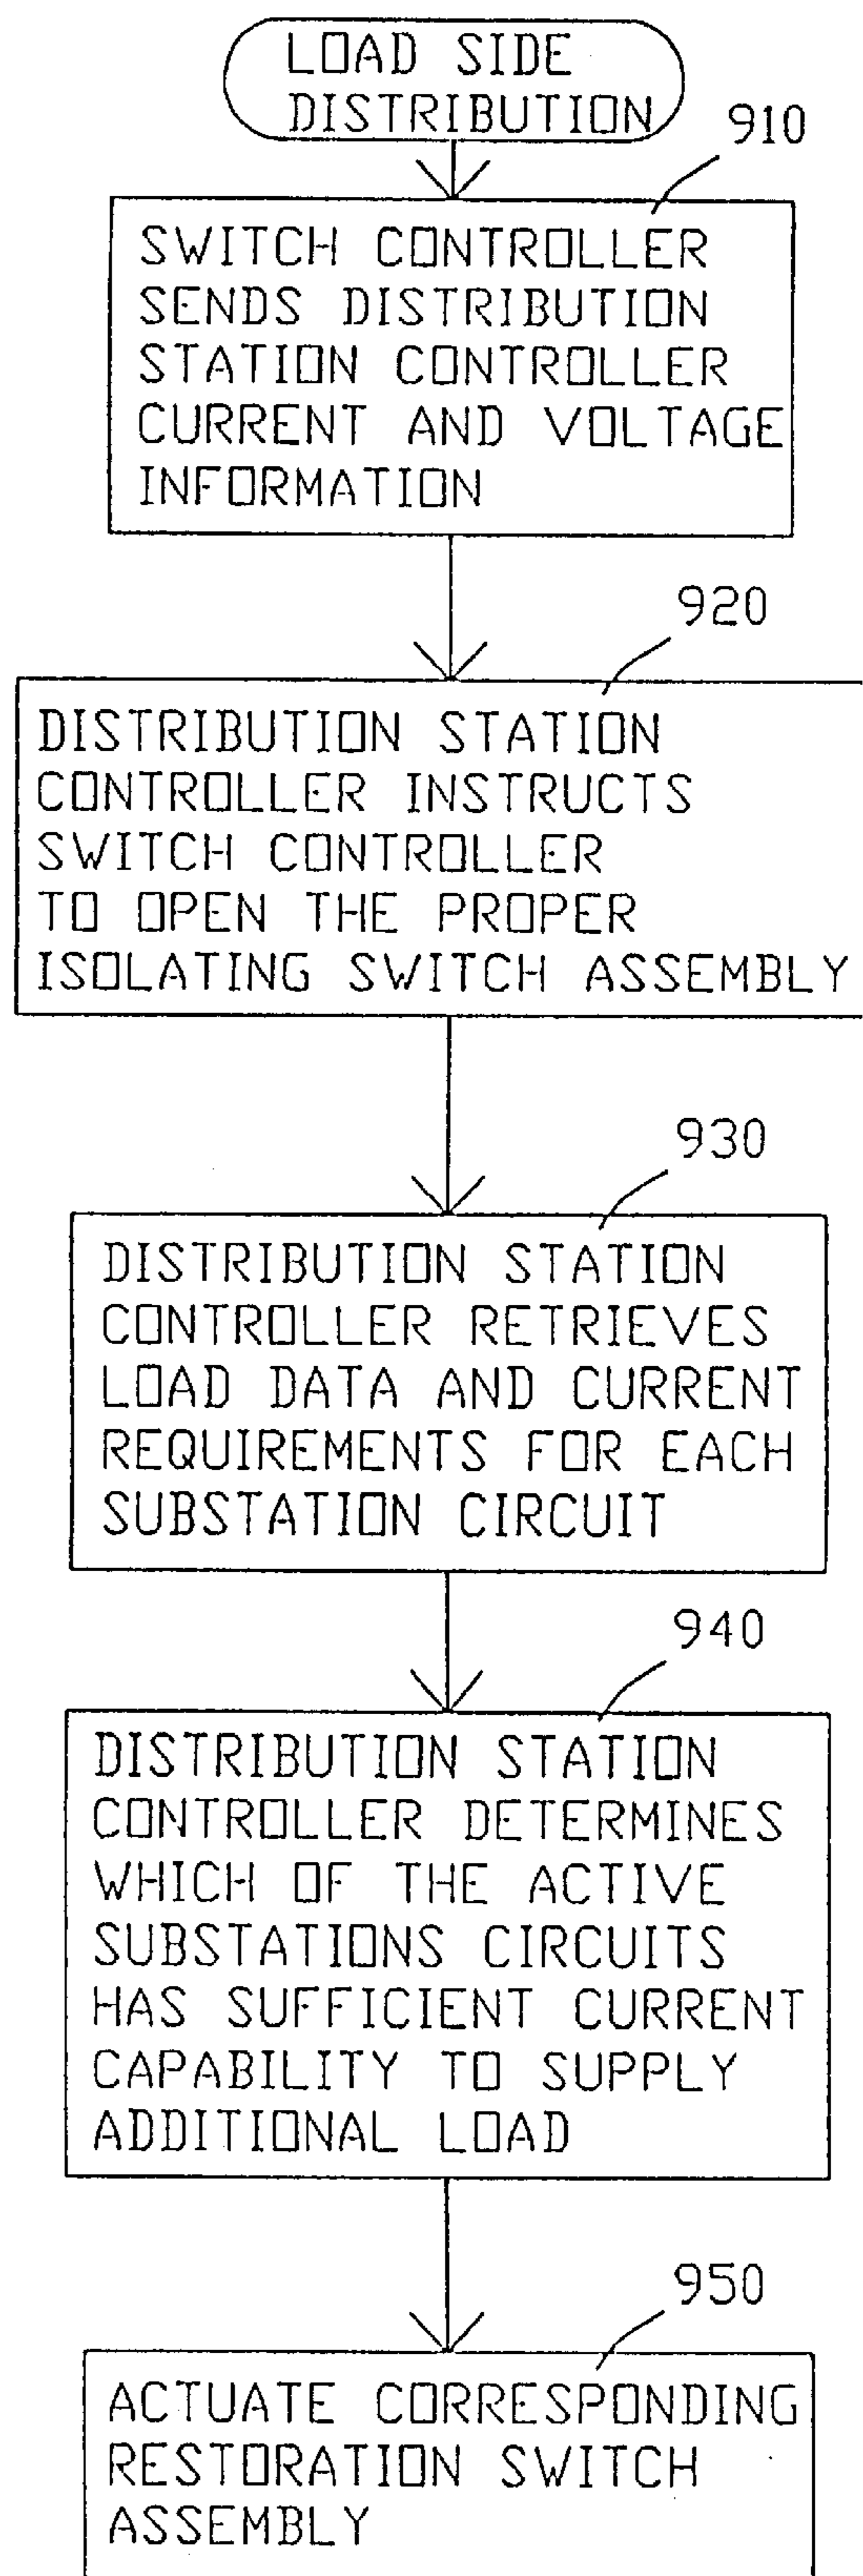 LOAD SIDE
DISTRIBUTION
910
SWITCH CONTROLLER
SENDS DISTRIBUTION
STATION CONTROLLER
CURRENT AND VOLTAGE
INFORMATION
920
DISTRIBUTION STATION
CONTROLLER INSTRUCTS
SWITCH CONTROLLER
TO OPEN THE PROPER
ISOLATING SWITCH ASSEMBLY
930
DISTRIBUTION STATION
CONTROLLER RETRIEVES
LOAD DATA AND CURRENT
REQUIREMENTS FOR EACH
SUBSTATION CIRCUIT
940
DISTRIBUTION STATION
CONTROLLER DETERMINES
WHICH OF THE ACTIVE
SUBSTATIONS CIRCUITS
HAS SUFFICIENT CURRENT
CAPABILITY TO SUPPLY
ADDITIONAL LOAD
950
ACTUATE CORRESPONDING
RESTORATION SWITCH
ASSEMBLY